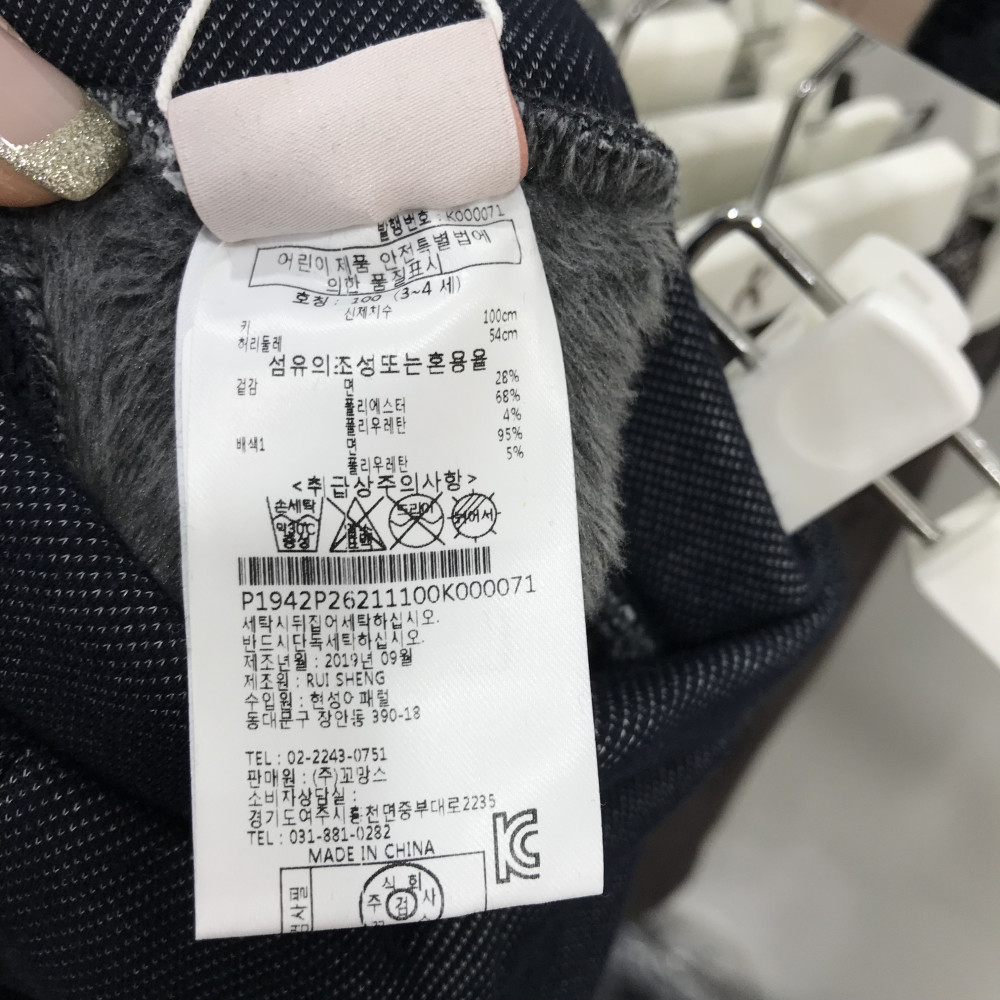 발행번호 : K000071
어린이 제품 안전특별법에
의한 품질표시
호칭 : 100 (3~4 세)
신체치수
키 100cm
허리둘레 54cm
섬유의조성또는혼용율
겉감 면 28%
폴리에스터 68%
폴리우레탄 4%
배색1 면 95%
폴리우레탄 5%
<취급상주의사항>
손세탁 약30℃ 중성 드라이
P1942P26211100K000071
세탁시뒤집어세탁하십시오.
반드시단독세탁하십시오.
제조년월 : 2019년 09월
제조원 : RUI SHENG
수입원 : 현성어패럴
동대문구 장안동 390-18
TEL : 02-2243-0751
판매원 : (주)꼬망스
소비자상담실 :
경기도여주시흥천면중부대로2235
TEL : 031-881-0282
MADE IN CHINA
KC
식 회
주 검 사